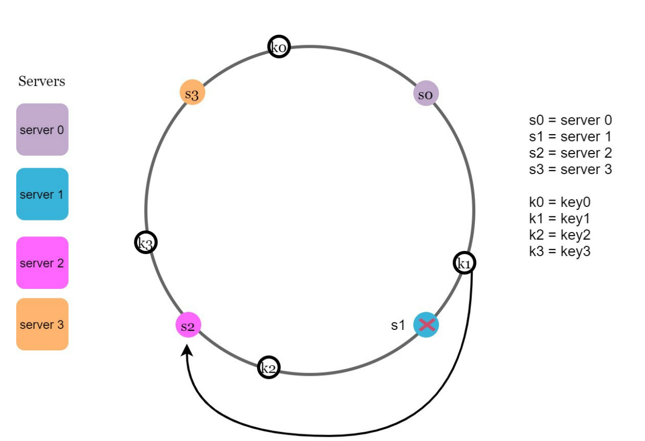 Servers
server 0
server 1
server 2
server 3
k0
s3
s0
k3
k1
s2
s1
k2
s0 = server 0
s1 = server 1
s2 = server 2
s3 = server 3
k0 = key0
k1 = key1
k2 = key2
k3 = key3